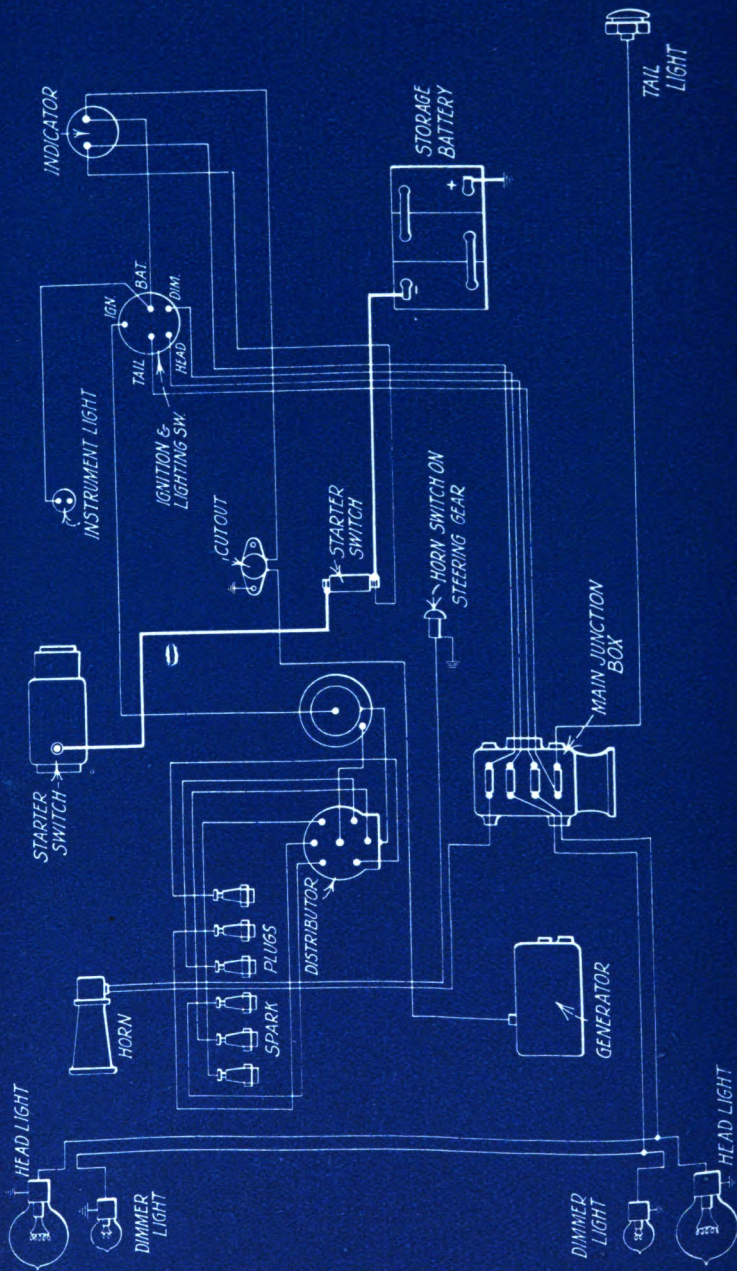 INDICATOR
STORAGE
BATTERY
+
-
TAIL
LIGHT
IGN.
BAT.
DIM.
HEAD
TAIL
INSTRUMENT LIGHT
IGNITION &
LIGHTING SW.
CUTOUT
STARTER
SWITCH
HORN SWITCH ON
STEERING GEAR
MAIN JUNCTION
BOX
STARTER
SWITCH
DISTRIBUTOR
SPARK PLUGS
HORN
GENERATOR
HEAD LIGHT
DIMMER
LIGHT
DIMMER
LIGHT
HEAD LIGHT